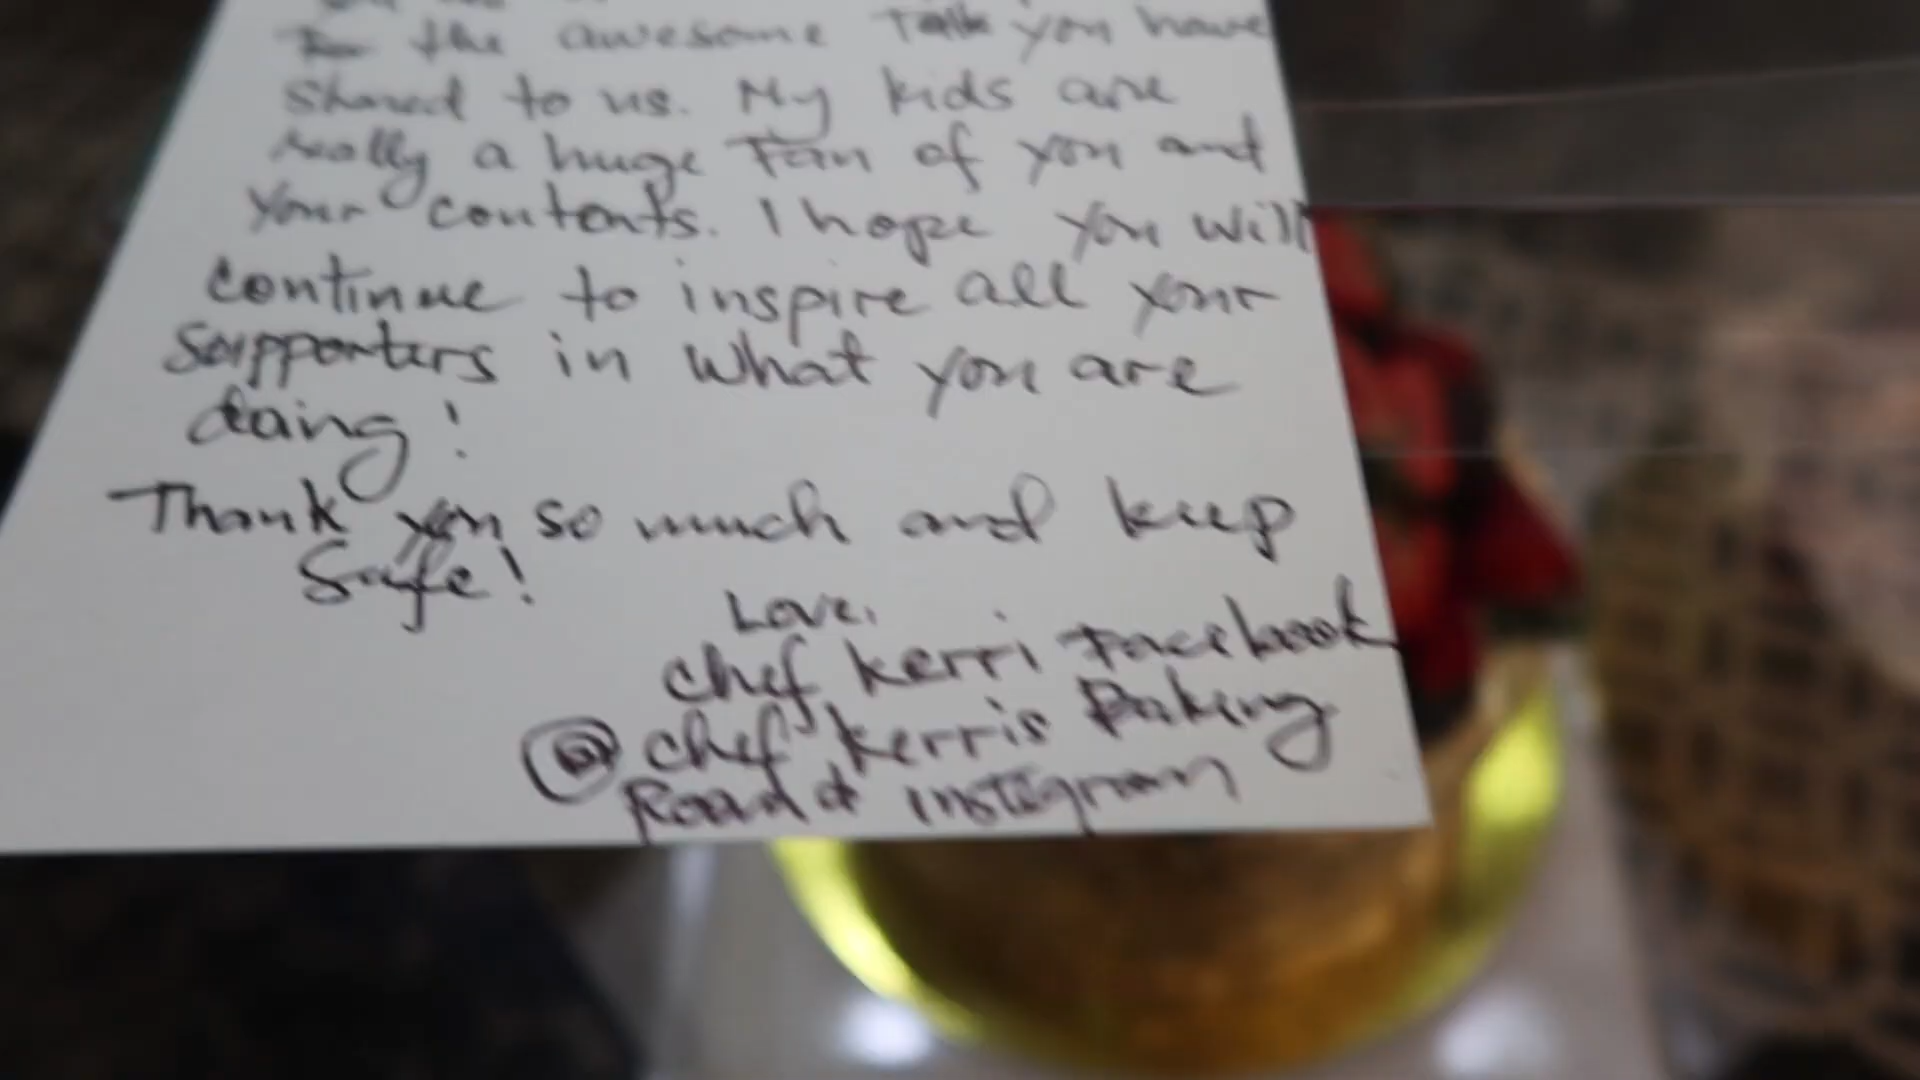 the awesome Talk you have
Shared to us. My kids are
really a huge Fan of you and
your contents. I hope you will
continue to inspire all your
Supporters in what you are
doing!
Thank you so much and keep
Safe!
Love,
chef kerri Facebook
@ chef kerris Baking
Road & instagram